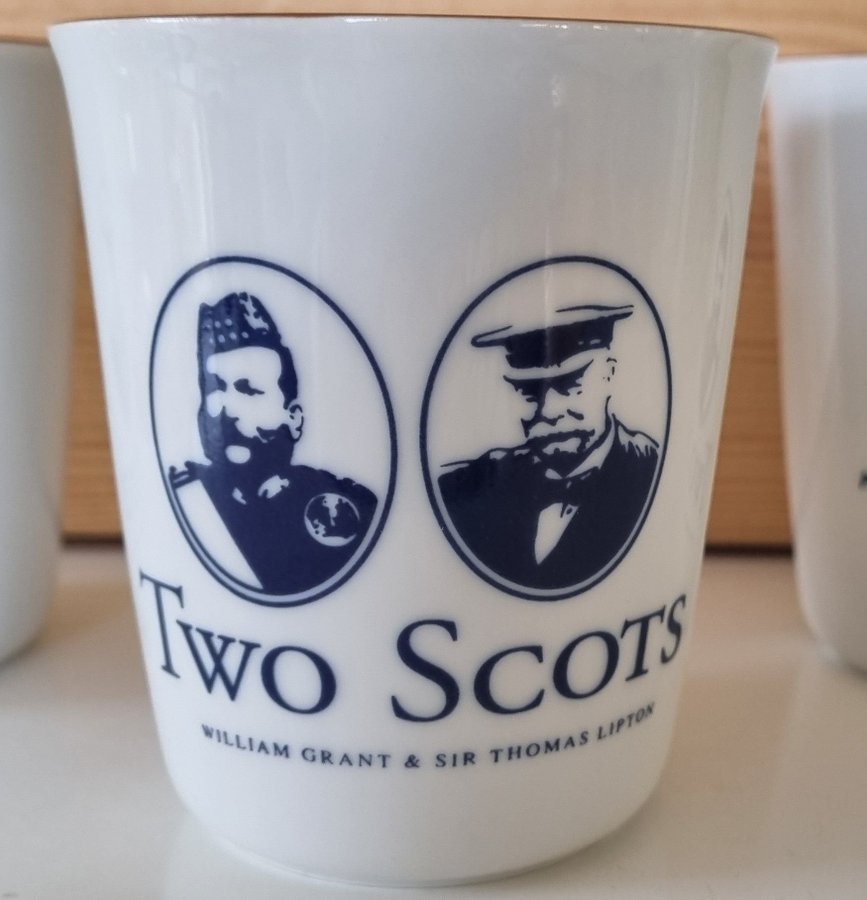 Two Scots
WILLIAM GRANT & SIR THOMAS LIPTON